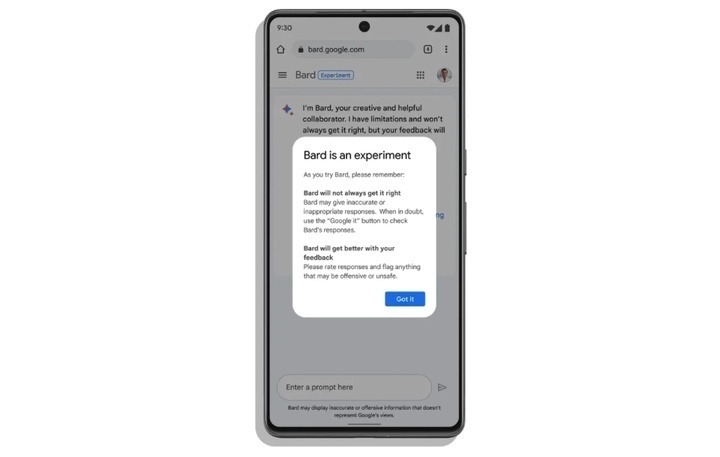 9:30
bard.google.com
Bard Experiment
I'm Bard, your creative and helpful
collaborator. I have limitations and won't
always get it right, but your feedback will
Bard is an experiment
As you try Bard, please remember:
Bard will not always get it right
Bard may give inaccurate or
inappropriate responses. When in doubt,
use the "Google it" button to check
Bard's responses.
Bard will get better with your
feedback
Please rate responses and flag anything
that may be offensive or unsafe.
Got it
Enter a prompt here
Bard may display inaccurate or offensive information that doesn't
represent Google's views.